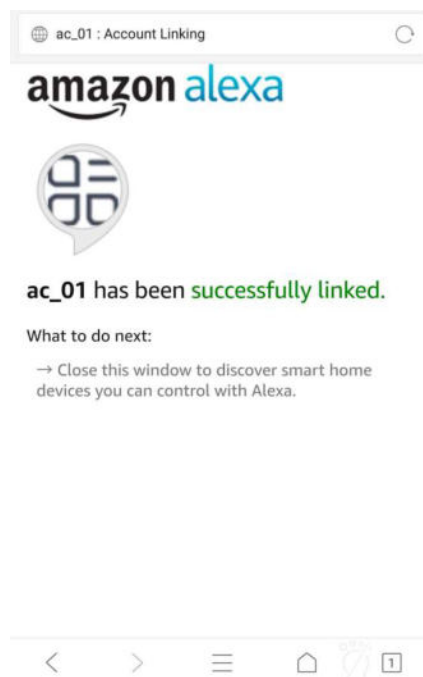 ac_01 : Account Linking
amazon alexa
ac_01 has been successfully linked.
What to do next:
→ Close this window to discover smart home
devices you can control with Alexa.
1